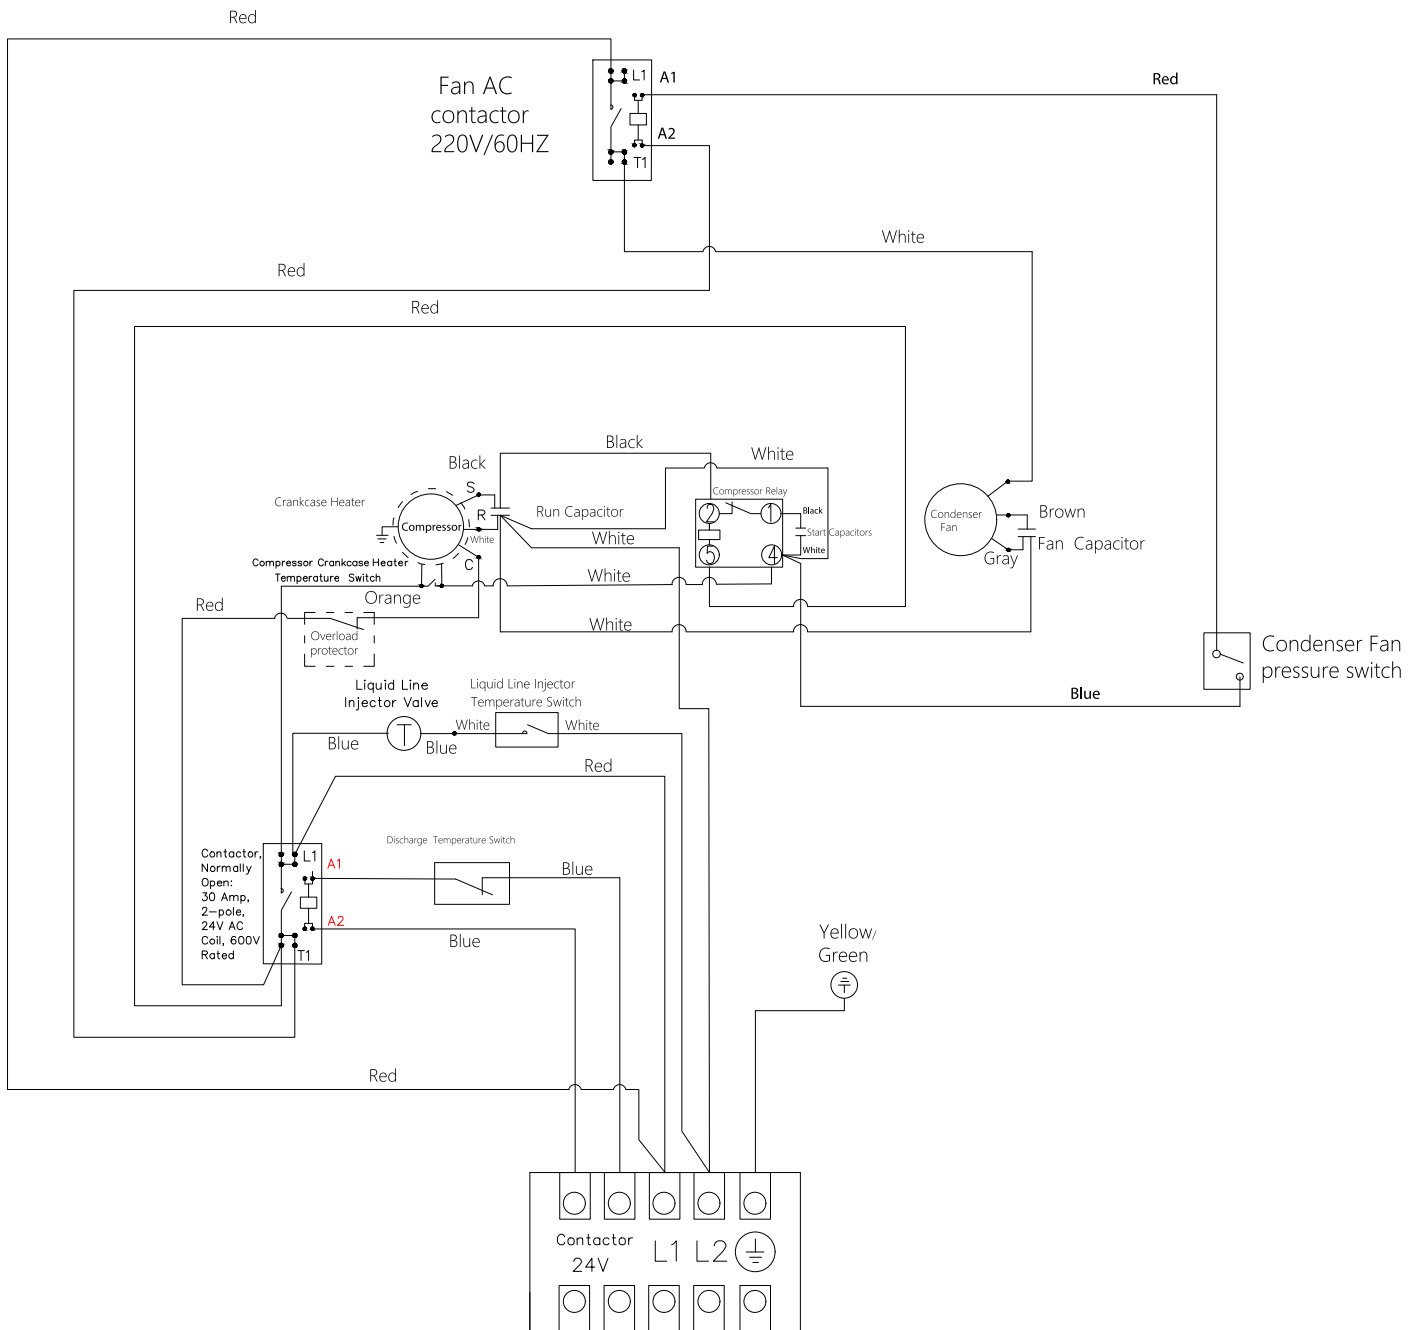 Red
Fan AC
contactor
220V/60HZ
L1
A1
A2
T1
Red
White
Red
Red
Black
White
Black
S
Crankcase Heater
R
Compressor
White
C
Run Capacitor
White
Compressor Relay
2
1
5
4
Black
Start Capacitors
White
Condenser
Fan
Brown
Fan Capacitor
Gray
Compressor Crankcase Heater
Temperature Switch
White
Orange
Red
Overload
protector
White
Condenser Fan
pressure switch
Blue
Liquid Line
Injector Valve
Liquid Line Injector
Temperature Switch
T
Blue
Blue
White
White
Red
Discharge Temperature Switch
Contactor,
Normally
Open:
30 Amp,
2-pole,
24V AC
Coil, 600V
Rated
L1
A1
A2
T1
Blue
Blue
Yellow/
Green
Red
Contactor
24V
L1
L2